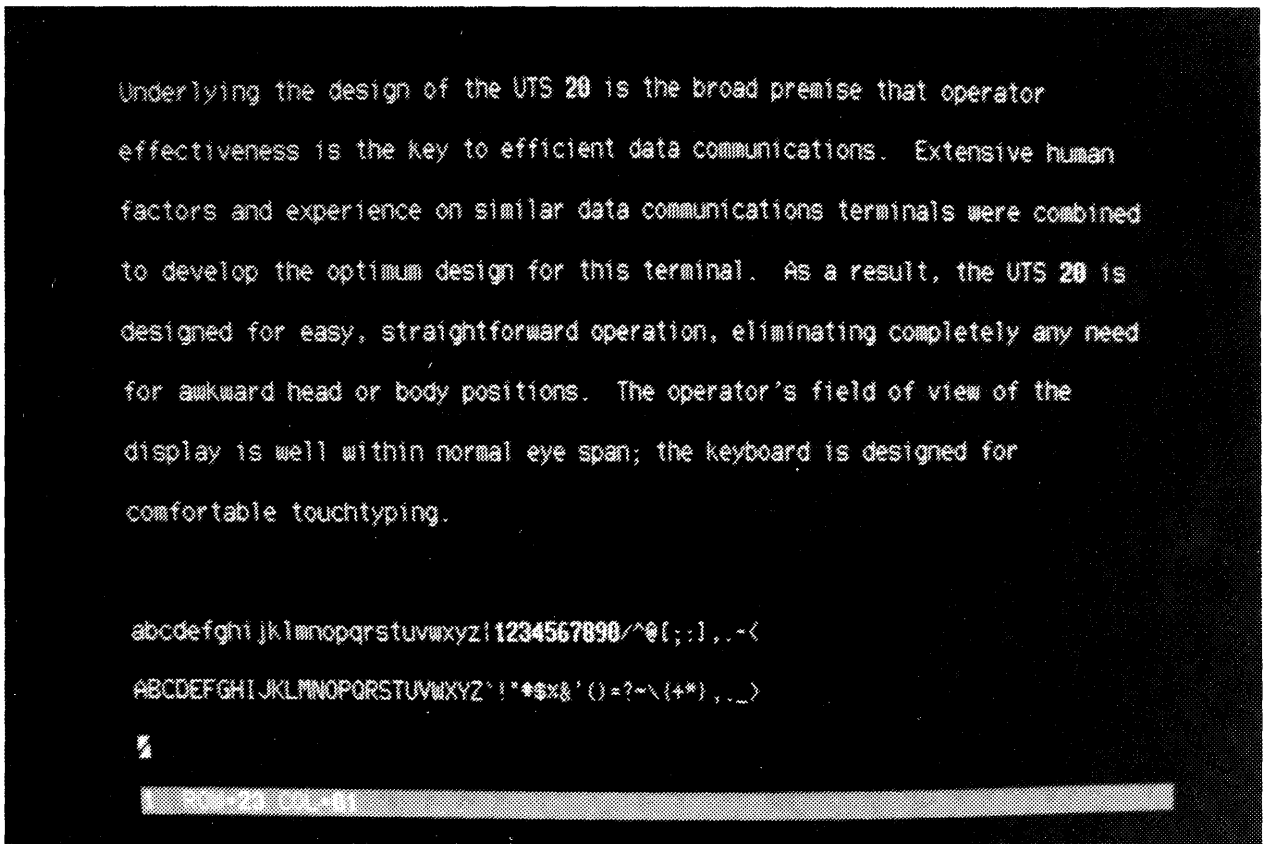 Underlying the design of the UTS 20 is the broad premise that operator
effectiveness is the key to efficient data communications.  Extensive human
factors and experience on similar data communications terminals were combined
to develop the optimum design for this terminal.  As a result, the UTS 20 is
designed for easy, straightforward operation, eliminating completely any need
for awkward head or body positions.  The operator's field of view of the
display is well within normal eye span; the keyboard is designed for
comfortable touchtyping.
abcdefghijklmnopqrstuvwxyz|1234567890/^@[;:],.-<
ABCDEFGHIJKLMNOPQRSTUVWXYZ`!"#$%&'()=?~\{+*},._>